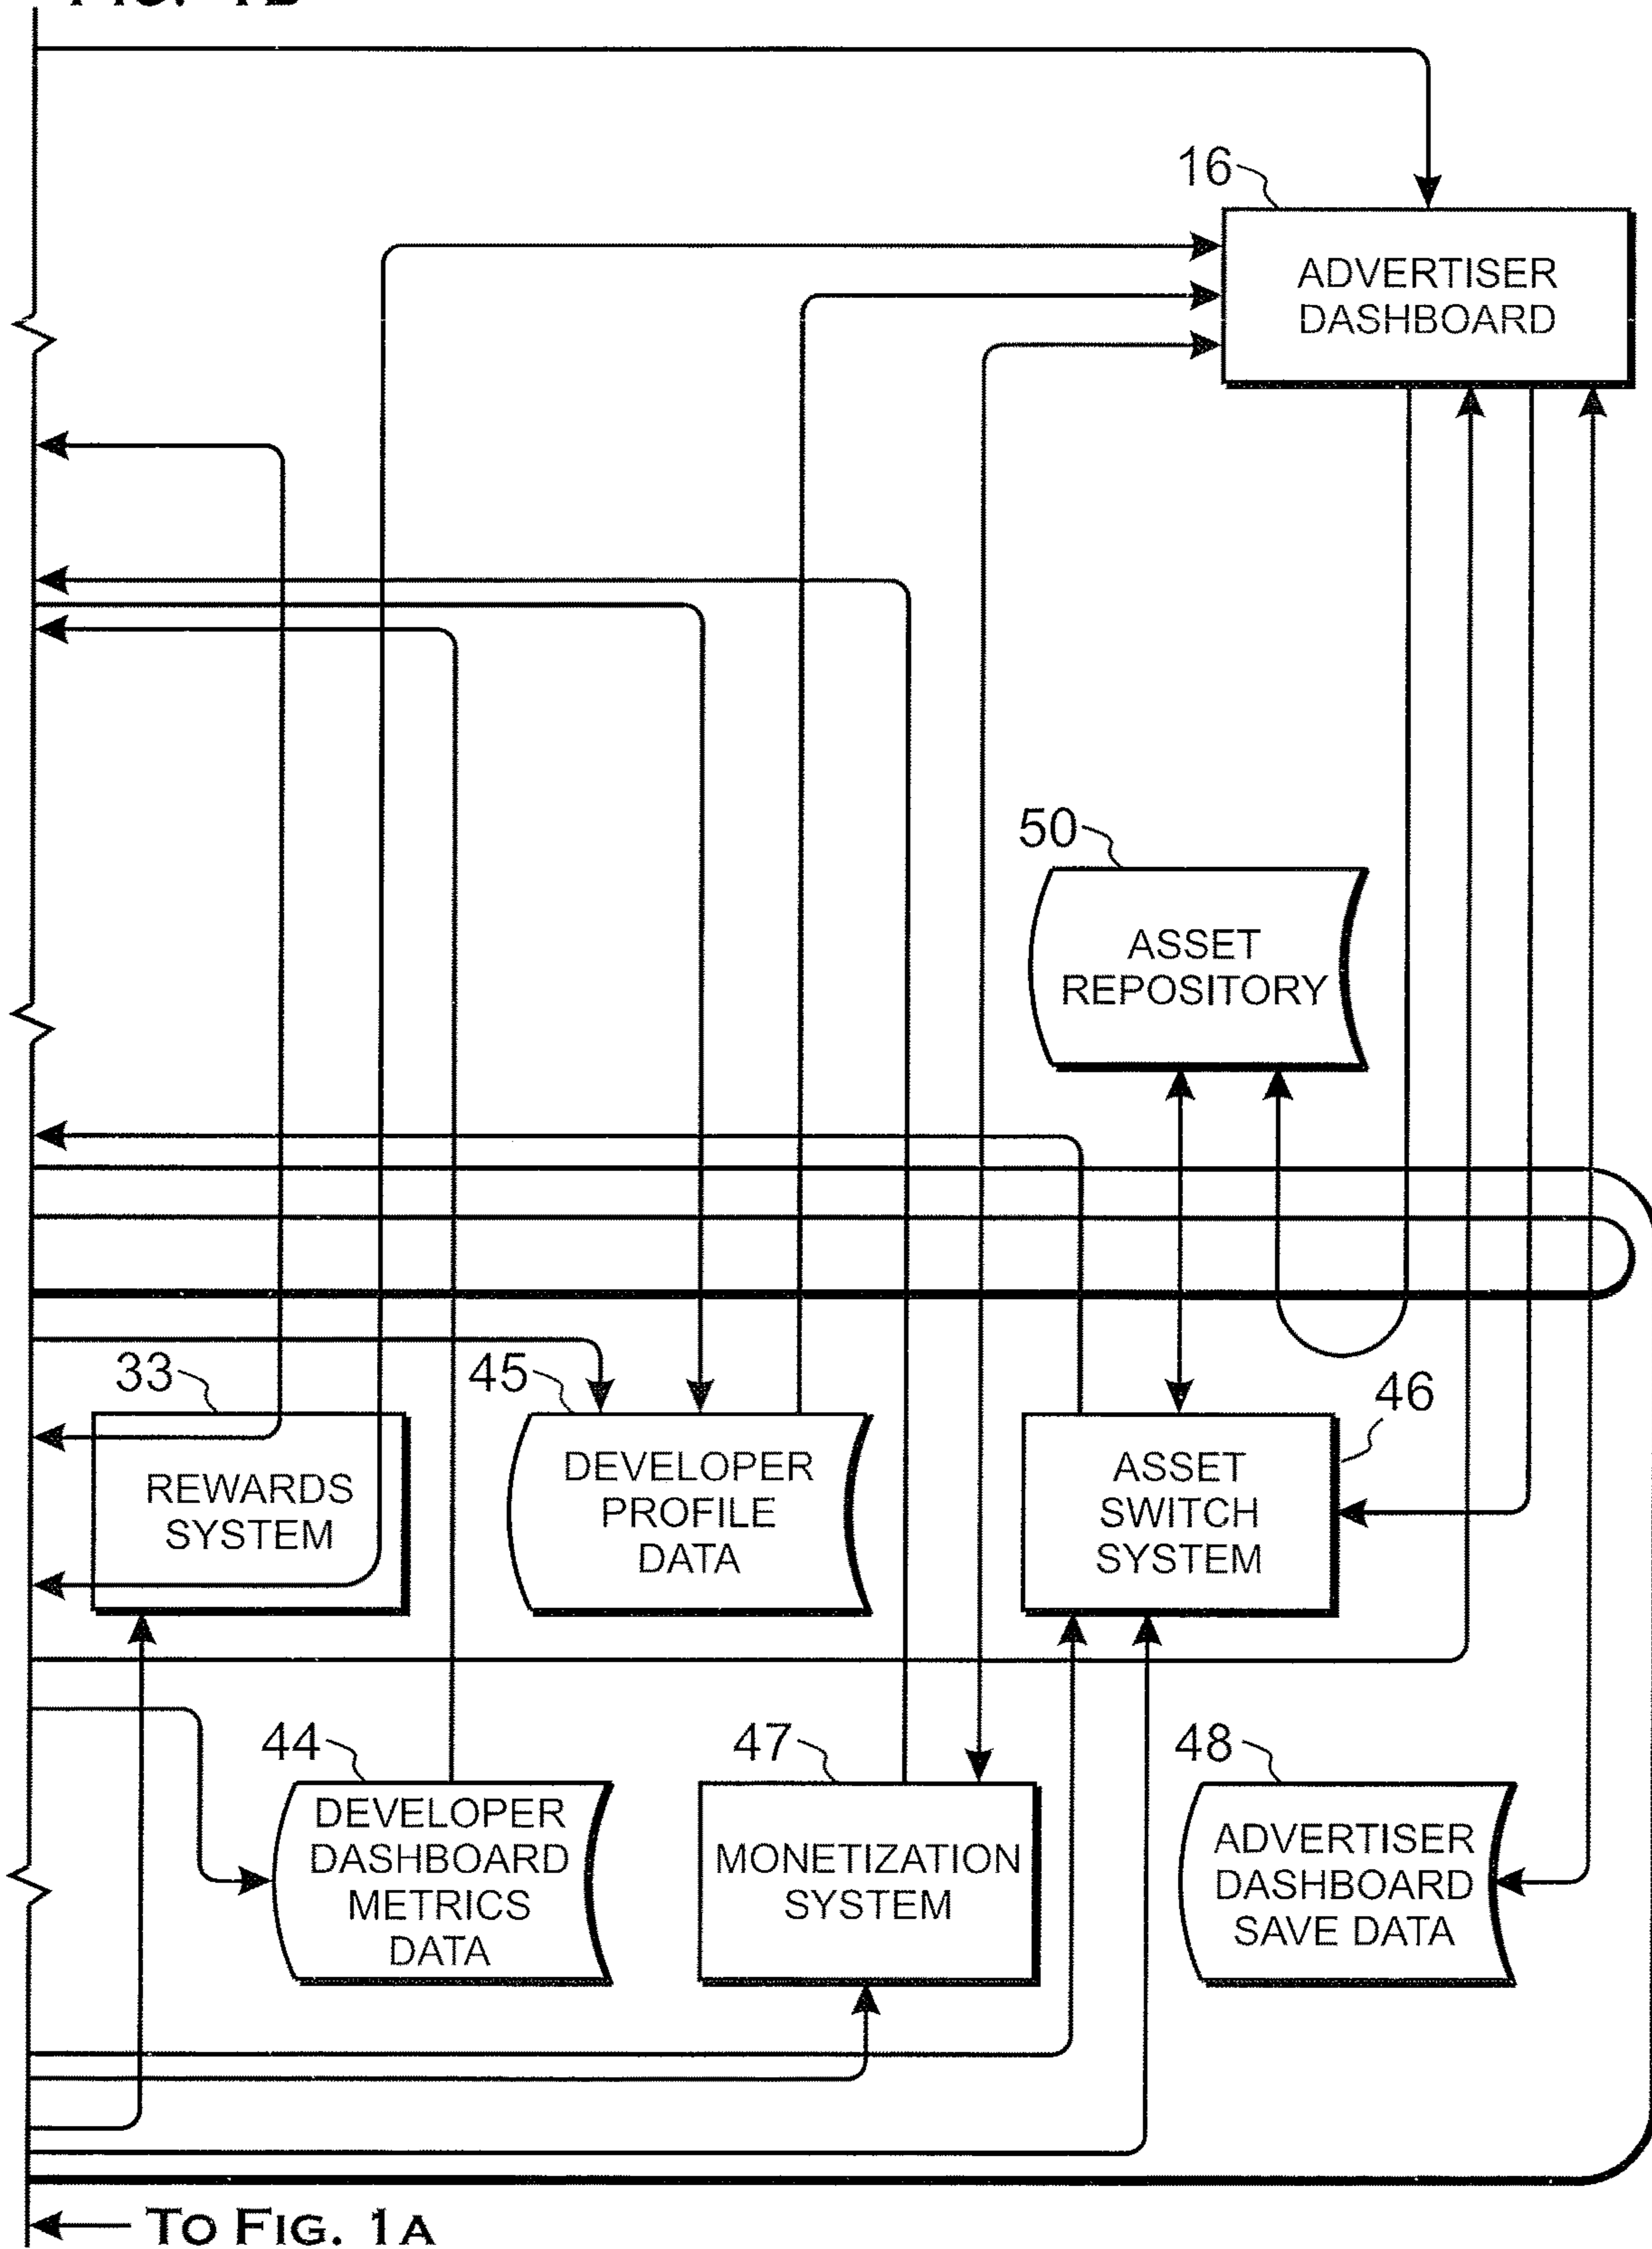 16
ADVERTISER
DASHBOARD
50
ASSET
REPOSITORY
33
REWARDS
SYSTEM
45
DEVELOPER
PROFILE
DATA
46
ASSET
SWITCH
SYSTEM
44
DEVELOPER
DASHBOARD
METRICS
DATA
47
MONETIZATION
SYSTEM
48
ADVERTISER
DASHBOARD
SAVE DATA
TO FIG. 1A